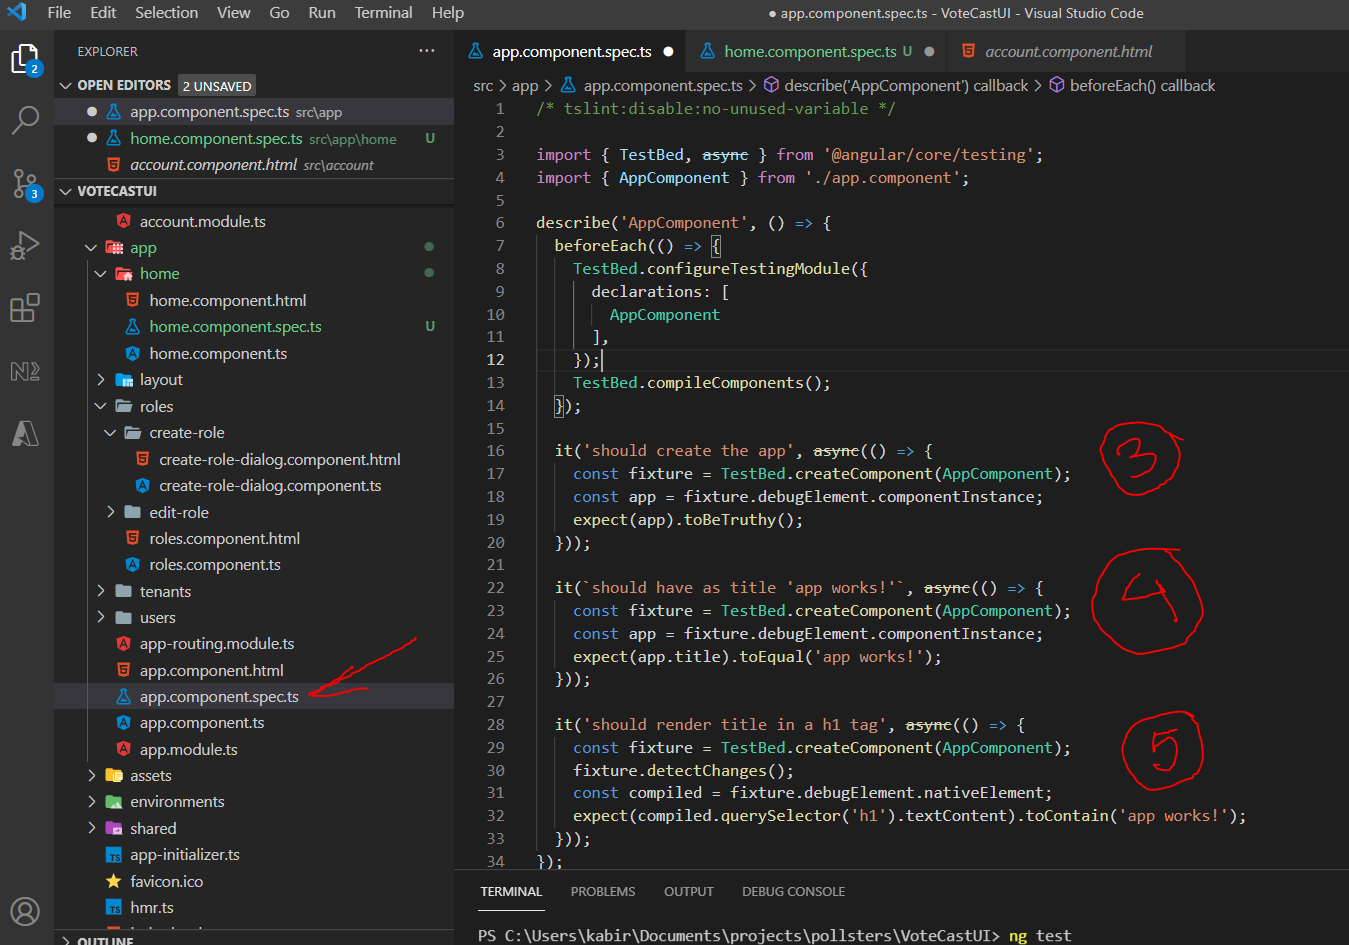 File Edit Selection View Go Run Terminal Help
● app.component.spec.ts - VoteCastUI - Visual Studio Code
EXPLORER ···
OPEN EDITORS 2 UNSAVED
● app.component.spec.ts src\app
● home.component.spec.ts src\app\home U
account.component.html src\account
VOTECASTUI
account.module.ts
app
home
home.component.html
home.component.spec.ts U
home.component.ts
layout
roles
create-role
create-role-dialog.component.html
create-role-dialog.component.ts
edit-role
roles.component.html
roles.component.ts
tenants
users
app-routing.module.ts
app.component.html
app.component.spec.ts
app.component.ts
app.module.ts
assets
environments
shared
app-initializer.ts
favicon.ico
hmr.ts
OUTLINE
2
3
app.component.spec.ts ● home.component.spec.ts U ● account.component.html
src > app > app.component.spec.ts > describe('AppComponent') callback > beforeEach() callback
1 /* tslint:disable:no-unused-variable */
2
3 import { TestBed, async } from '@angular/core/testing';
4 import { AppComponent } from './app.component';
5
6 describe('AppComponent', () => {
7 beforeEach(() => {
8 TestBed.configureTestingModule({
9 declarations: [
10 AppComponent
11 ],
12 });
13 TestBed.compileComponents();
14 });
15
16 it('should create the app', async(() => {
17 const fixture = TestBed.createComponent(AppComponent);
18 const app = fixture.debugElement.componentInstance;
19 expect(app).toBeTruthy();
20 }));
21
22 it(`should have as title 'app works!'`, async(() => {
23 const fixture = TestBed.createComponent(AppComponent);
24 const app = fixture.debugElement.componentInstance;
25 expect(app.title).toEqual('app works!');
26 }));
27
28 it('should render title in a h1 tag', async(() => {
29 const fixture = TestBed.createComponent(AppComponent);
30 fixture.detectChanges();
31 const compiled = fixture.debugElement.nativeElement;
32 expect(compiled.querySelector('h1').textContent).toContain('app works!');
33 }));
34 });
3
4
5
TERMINAL PROBLEMS OUTPUT DEBUG CONSOLE
PS C:\Users\kabir\Documents\projects\pollsters\VoteCastUI> ng test